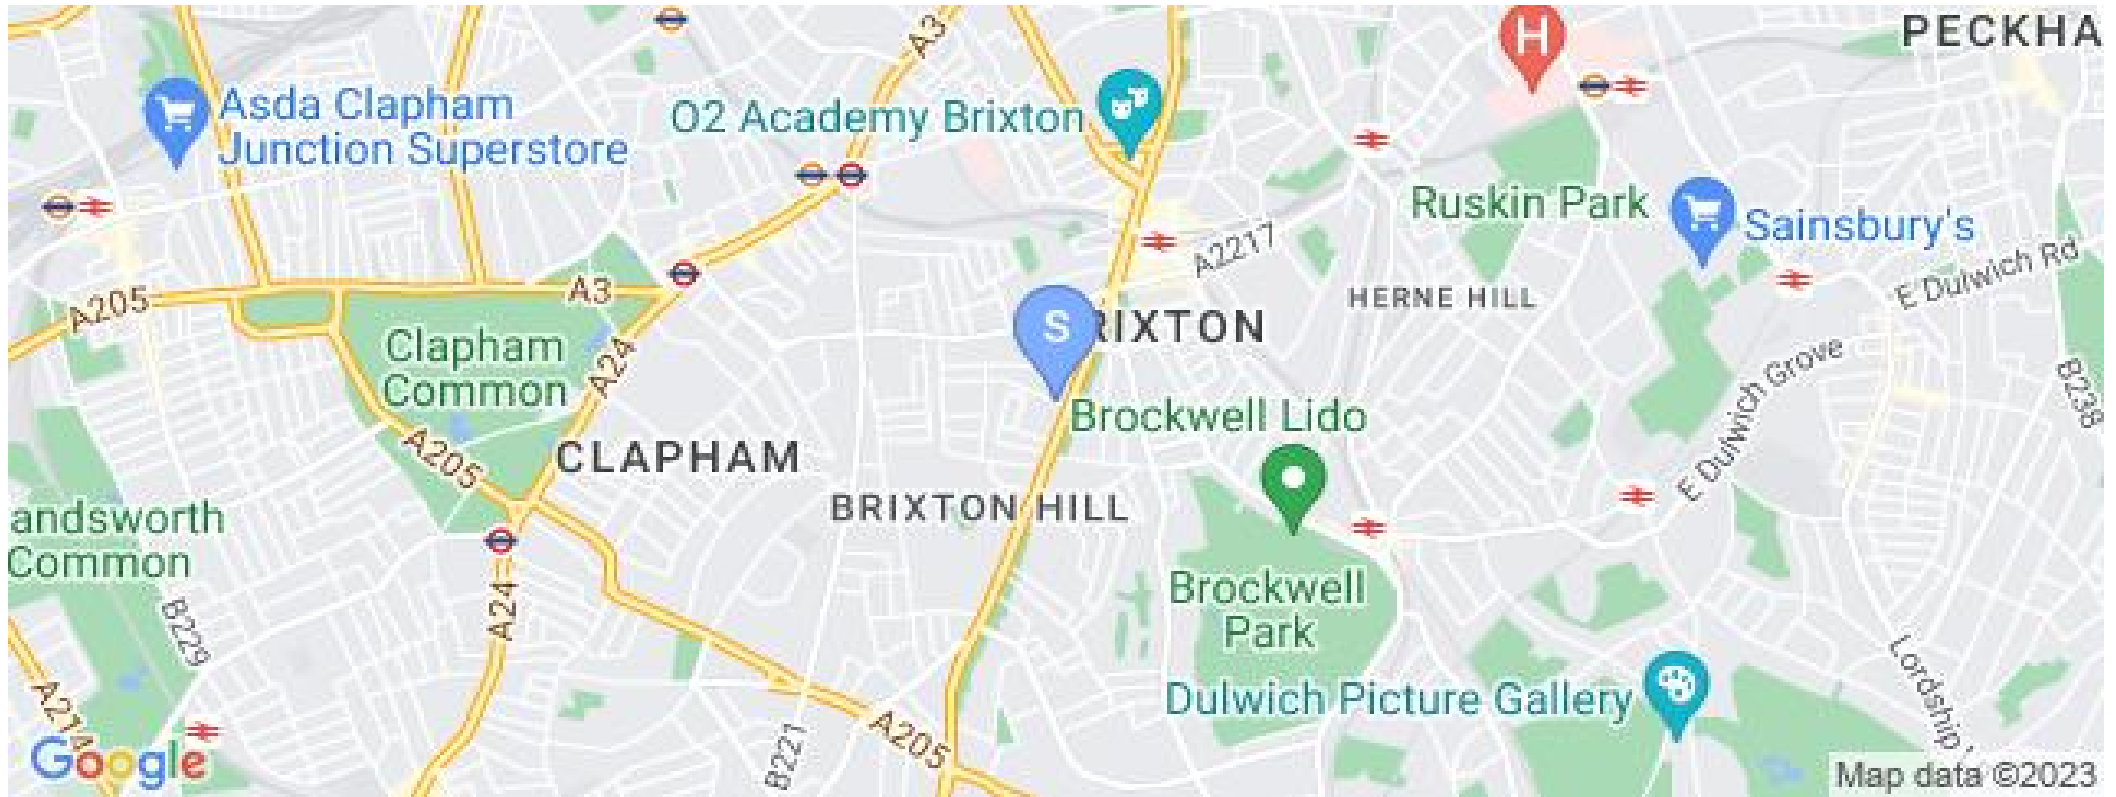 PECKHA
A3
H
Asda Clapham
Junction Superstore
O2 Academy Brixton
Ruskin Park
Sainsbury's
A2217
E Dulwich Rd
A205
A3
HERNE HILL
S
RIXTON
Clapham
Common
A24
E Dulwich Grove
B238
Brockwell Lido
A205
CLAPHAM
BRIXTON HILL
andsworth
Common
Brockwell
Park
A24
B229
Lordship
A214
Dulwich Picture Gallery
A205
B221
Google
Map data ©2023